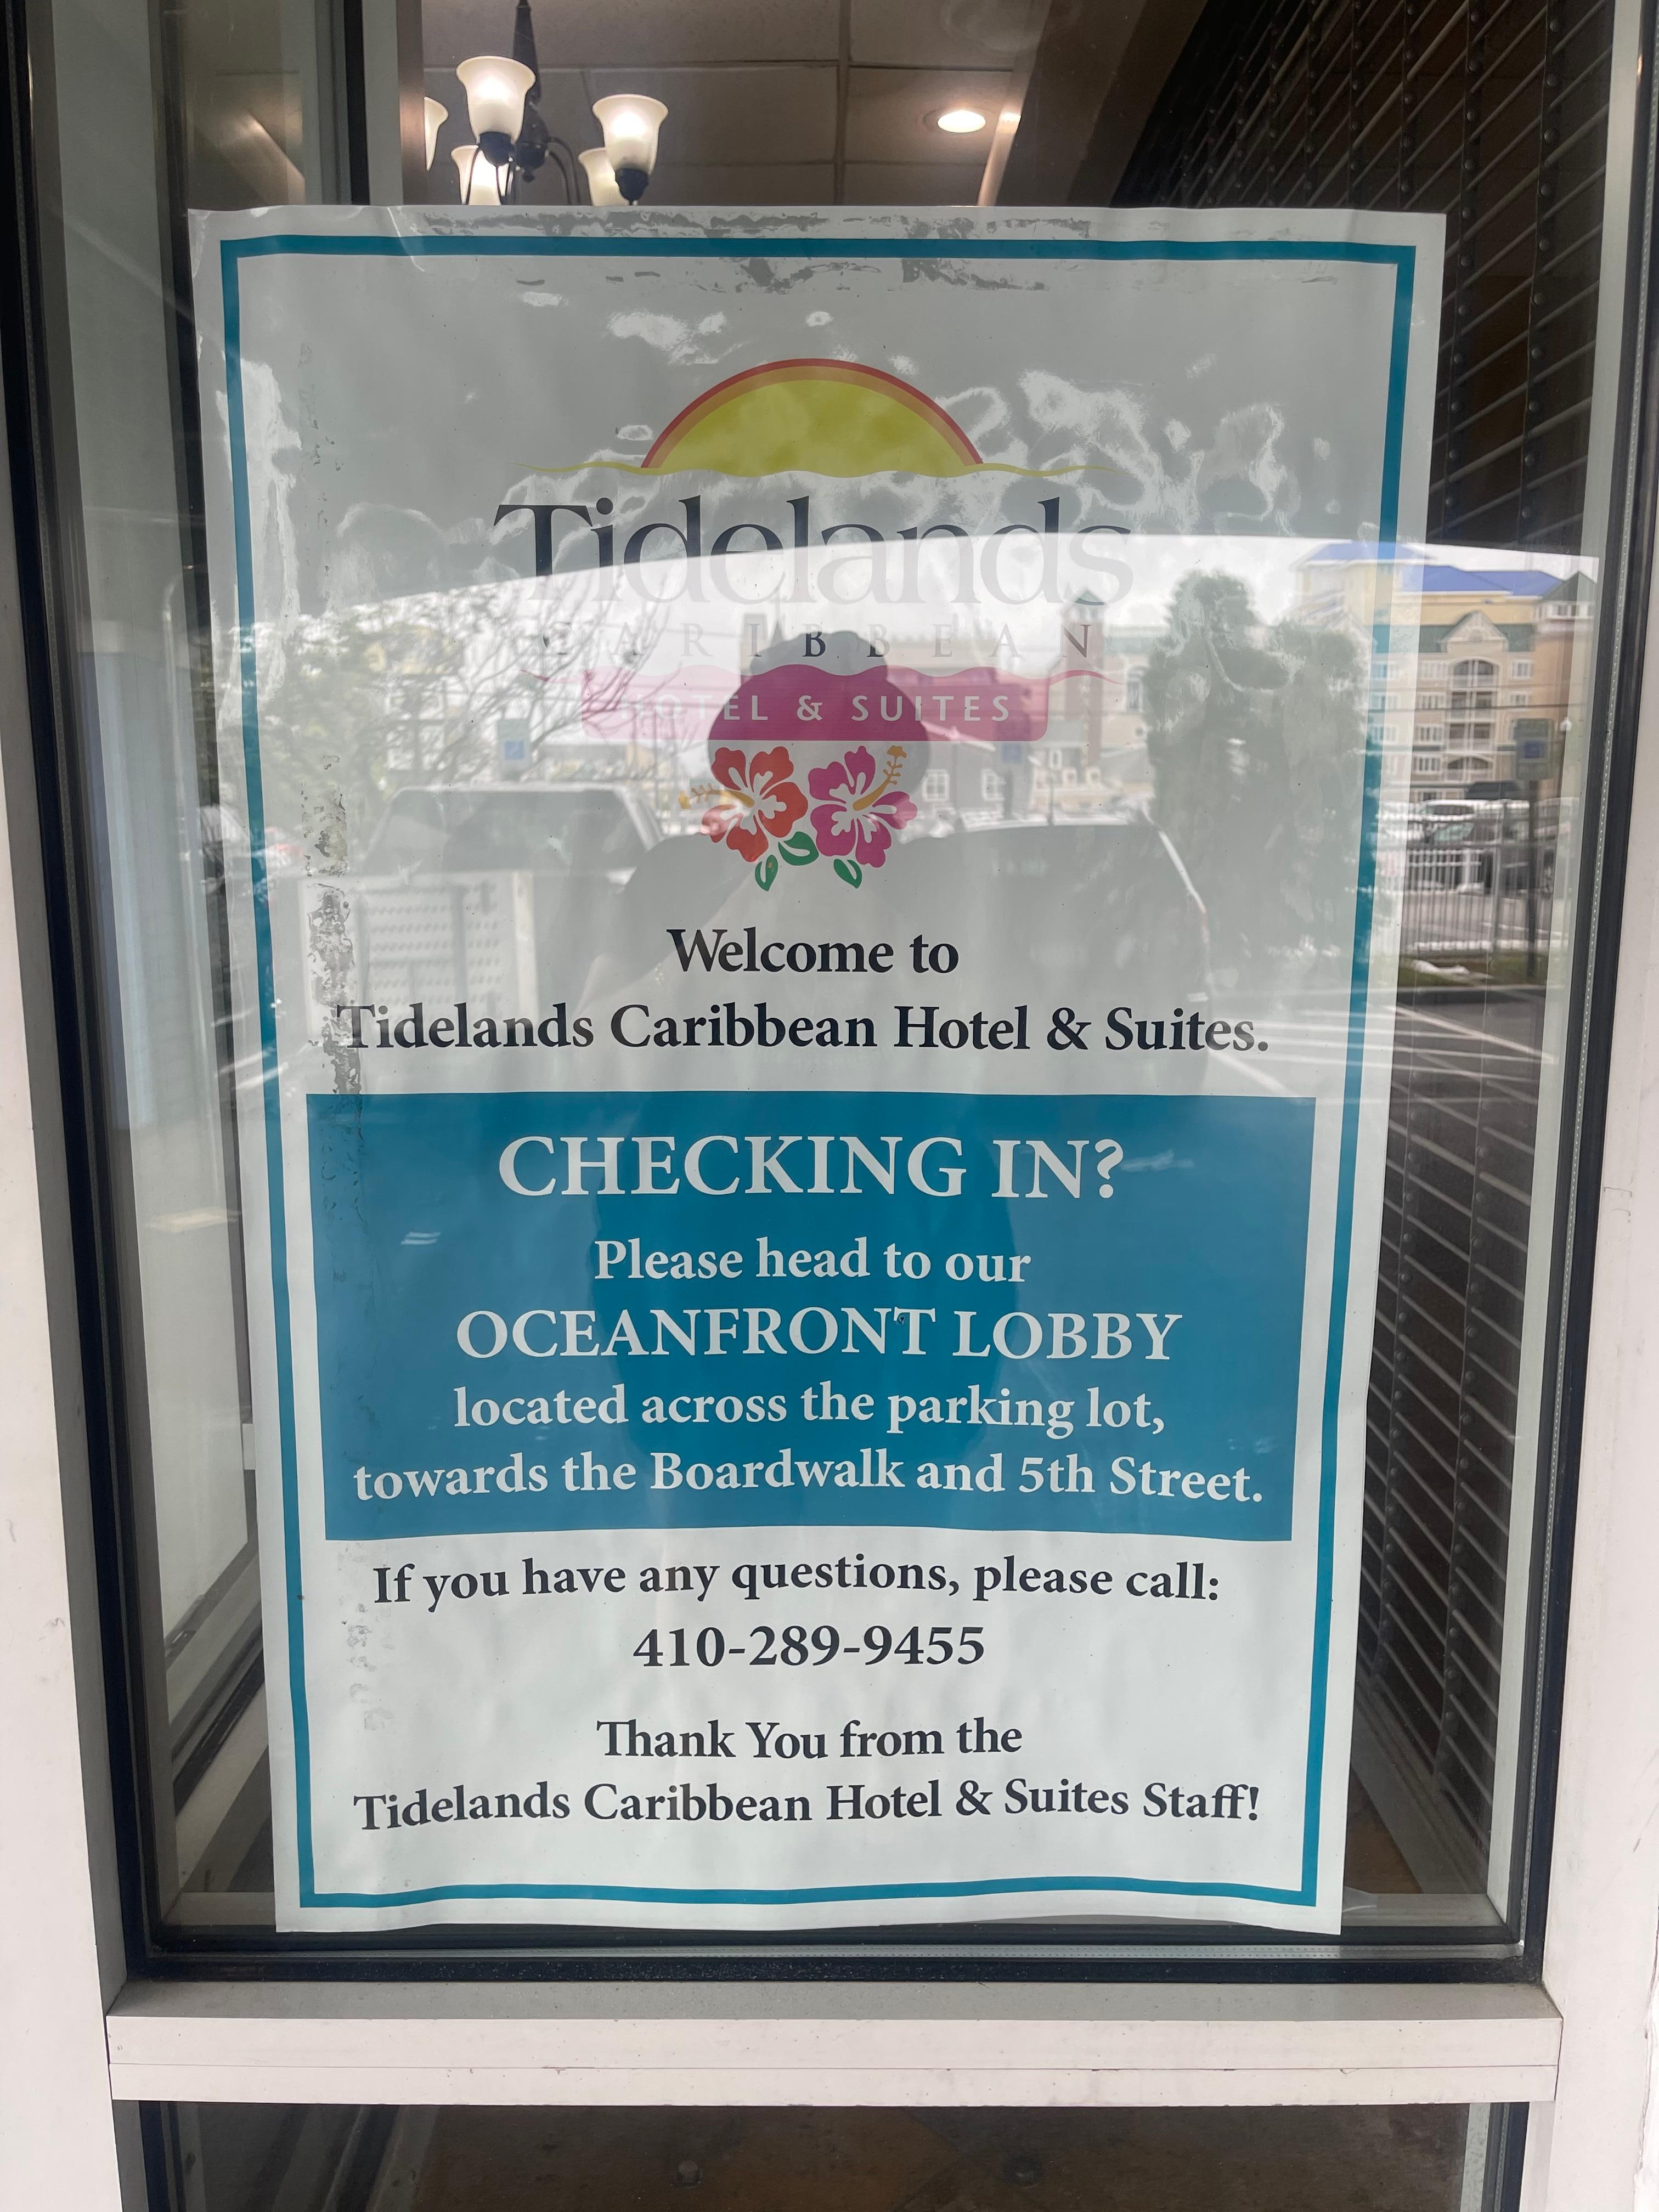 Tidelands
CARIBBEAN
HOTEL & SUITES
Welcome to
Tidelands Caribbean Hotel & Suites.
CHECKING IN?
Please head to our
OCEANFRONT LOBBY
located across the parking lot,
towards the Boardwalk and 5th Street.
If you have any questions, please call:
410-289-9455
Thank You from the
Tidelands Caribbean Hotel & Suites Staff!